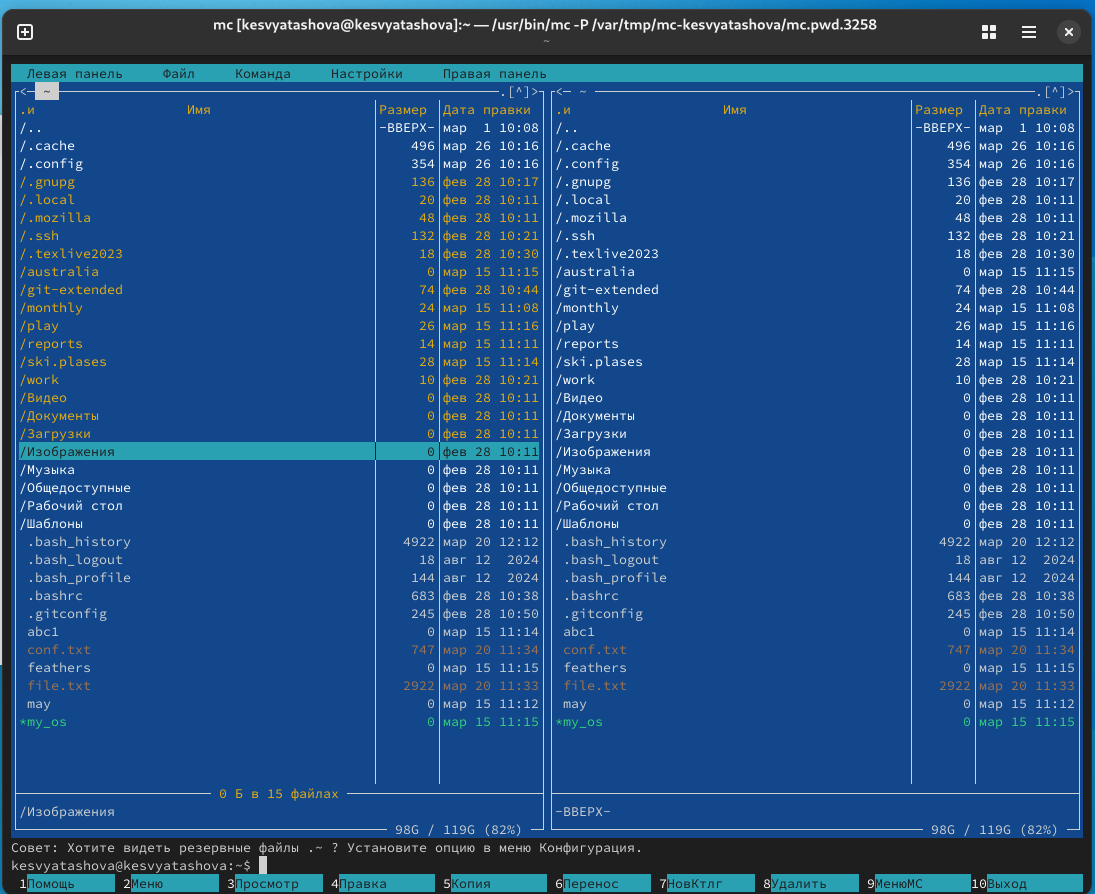 mc [kesvyatashova@kesvyatashova]:~ — /usr/bin/mc -P /var/tmp/mc-kesvyatashova/mc.pwd.3258
~
Левая панель Файл Команда Настройки Правая панель
<─ ~ .[^]>
.и Имя Размер Дата правки
/.. -ВВЕРХ- мар 1 10:08
/.cache 496 мар 26 10:16
/.config 354 мар 26 10:16
/.gnupg 136 фев 28 10:17
/.local 20 фев 28 10:11
/.mozilla 48 фев 28 10:11
/.ssh 132 фев 28 10:21
/.texlive2023 18 фев 28 10:30
/australia 0 мар 15 11:15
/git-extended 74 фев 28 10:44
/monthly 24 мар 15 11:08
/play 26 мар 15 11:16
/reports 14 мар 15 11:11
/ski.plases 28 мар 15 11:14
/work 10 фев 28 10:21
/Видео 0 фев 28 10:11
/Документы 0 фев 28 10:11
/Загрузки 0 фев 28 10:11
/Изображения 0 фев 28 10:11
/Музыка 0 фев 28 10:11
/Общедоступные 0 фев 28 10:11
/Рабочий стол 0 фев 28 10:11
/Шаблоны 0 фев 28 10:11
.bash_history 4922 мар 20 12:12
.bash_logout 18 авг 12 2024
.bash_profile 144 авг 12 2024
.bashrc 683 фев 28 10:38
.gitconfig 245 фев 28 10:50
abc1 0 мар 15 11:14
conf.txt 747 мар 20 11:34
feathers 0 мар 15 11:15
file.txt 2922 мар 20 11:33
may 0 мар 15 11:12
*my_os 0 мар 15 11:15
0 Б в 15 файлах
/Изображения
98G / 119G (82%)
<─ ~ .[^]>
.и Имя Размер Дата правки
/.. -ВВЕРХ- мар 1 10:08
/.cache 496 мар 26 10:16
/.config 354 мар 26 10:16
/.gnupg 136 фев 28 10:17
/.local 20 фев 28 10:11
/.mozilla 48 фев 28 10:11
/.ssh 132 фев 28 10:21
/.texlive2023 18 фев 28 10:30
/australia 0 мар 15 11:15
/git-extended 74 фев 28 10:44
/monthly 24 мар 15 11:08
/play 26 мар 15 11:16
/reports 14 мар 15 11:11
/ski.plases 28 мар 15 11:14
/work 10 фев 28 10:21
/Видео 0 фев 28 10:11
/Документы 0 фев 28 10:11
/Загрузки 0 фев 28 10:11
/Изображения 0 фев 28 10:11
/Музыка 0 фев 28 10:11
/Общедоступные 0 фев 28 10:11
/Рабочий стол 0 фев 28 10:11
/Шаблоны 0 фев 28 10:11
.bash_history 4922 мар 20 12:12
.bash_logout 18 авг 12 2024
.bash_profile 144 авг 12 2024
.bashrc 683 фев 28 10:38
.gitconfig 245 фев 28 10:50
abc1 0 мар 15 11:14
conf.txt 747 мар 20 11:34
feathers 0 мар 15 11:15
file.txt 2922 мар 20 11:33
may 0 мар 15 11:12
*my_os 0 мар 15 11:15
-ВВЕРХ-
98G / 119G (82%)
Совет: Хотите видеть резервные файлы .~ ? Установите опцию в меню Конфигурация.
kesvyatashova@kesvyatashova:~$
1Помощь 2Меню 3Просмотр 4Правка 5Копия 6Перенос 7НовКтлг 8Удалить 9МенюМС 10Выход